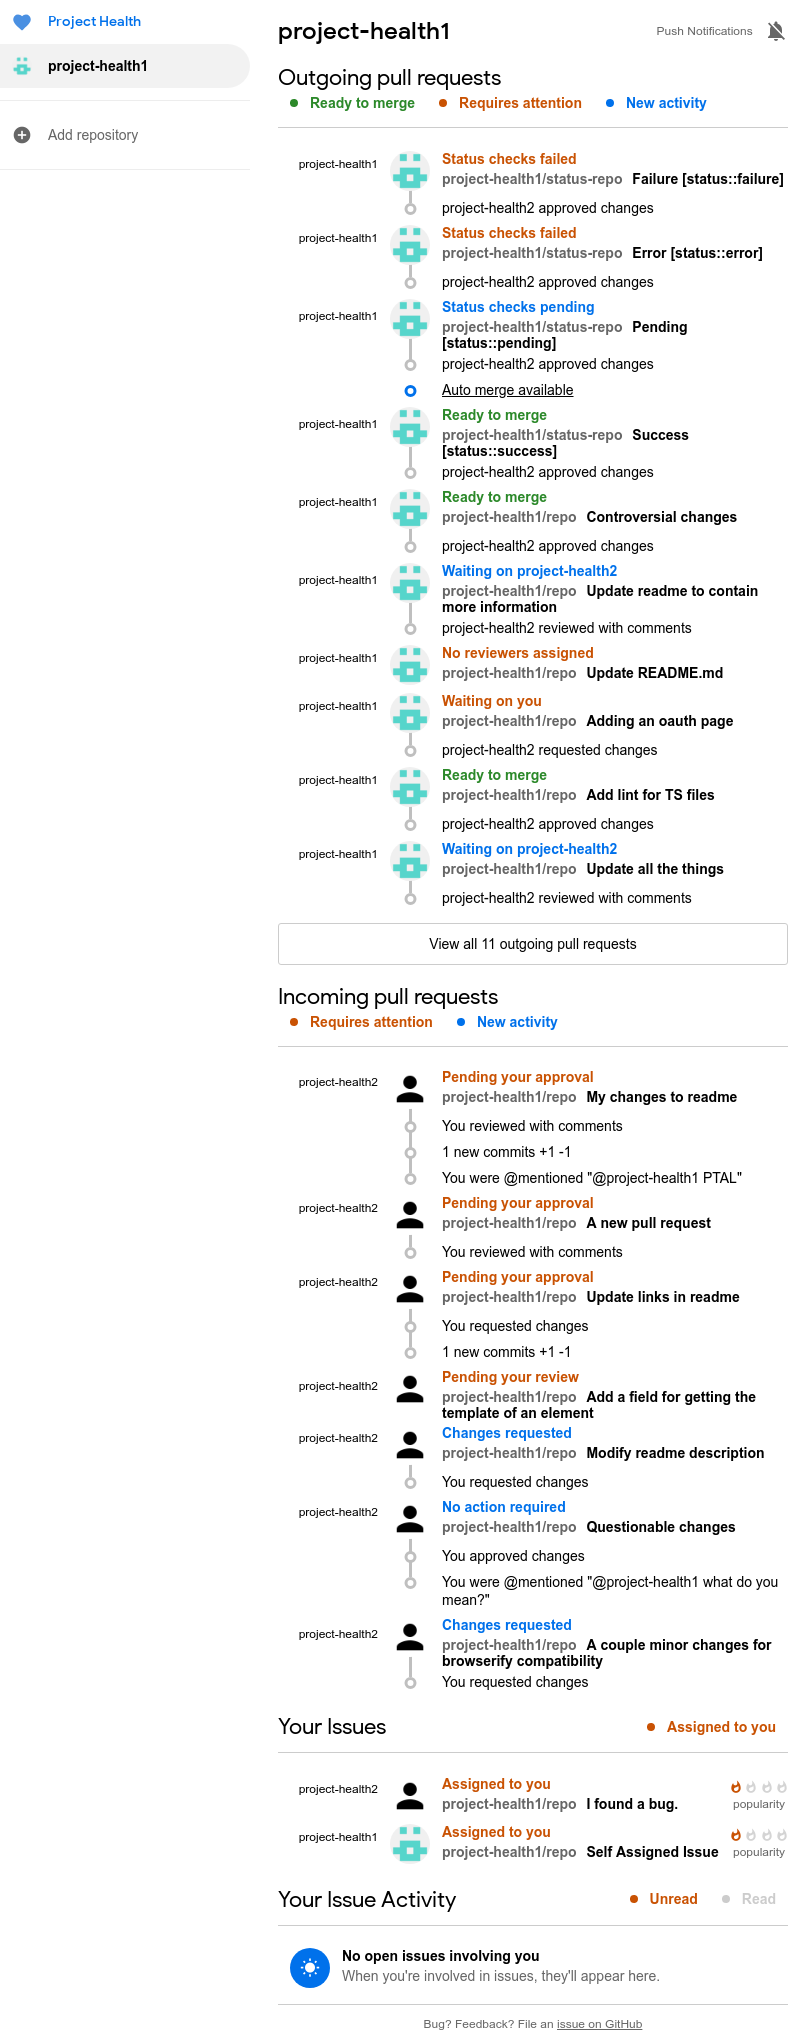 Project Health
project-health1
Add repository
project-health1
Push Notifications
Outgoing pull requests
Ready to merge Requires attention New activity
project-health1
Status checks failed
project-health1/status-repo Failure [status::failure]
project-health2 approved changes
project-health1
Status checks failed
project-health1/status-repo Error [status::error]
project-health2 approved changes
project-health1
Status checks pending
project-health1/status-repo Pending
[status::pending]
project-health2 approved changes
Auto merge available
project-health1
Ready to merge
project-health1/status-repo Success
[status::success]
project-health2 approved changes
project-health1
Ready to merge
project-health1/repo Controversial changes
project-health2 approved changes
project-health1
Waiting on project-health2
project-health1/repo Update readme to contain
more information
project-health2 reviewed with comments
project-health1
No reviewers assigned
project-health1/repo Update README.md
project-health1
Waiting on you
project-health1/repo Adding an oauth page
project-health2 requested changes
project-health1
Ready to merge
project-health1/repo Add lint for TS files
project-health2 approved changes
project-health1
Waiting on project-health2
project-health1/repo Update all the things
project-health2 reviewed with comments
View all 11 outgoing pull requests
Incoming pull requests
Requires attention New activity
project-health2
Pending your approval
project-health1/repo My changes to readme
You reviewed with comments
1 new commits +1 -1
You were @mentioned "@project-health1 PTAL"
project-health2
Pending your approval
project-health1/repo A new pull request
You reviewed with comments
project-health2
Pending your approval
project-health1/repo Update links in readme
You requested changes
1 new commits +1 -1
project-health2
Pending your review
project-health1/repo Add a field for getting the
template of an element
project-health2
Changes requested
project-health1/repo Modify readme description
You requested changes
project-health2
No action required
project-health1/repo Questionable changes
You approved changes
You were @mentioned "@project-health1 what do you
mean?"
project-health2
Changes requested
project-health1/repo A couple minor changes for
browserify compatibility
You requested changes
Your Issues
Assigned to you
project-health2
Assigned to you
project-health1/repo I found a bug.
popularity
project-health1
Assigned to you
project-health1/repo Self Assigned Issue
popularity
Your Issue Activity
Unread Read
No open issues involving you
When you're involved in issues, they'll appear here.
Bug? Feedback? File an issue on GitHub